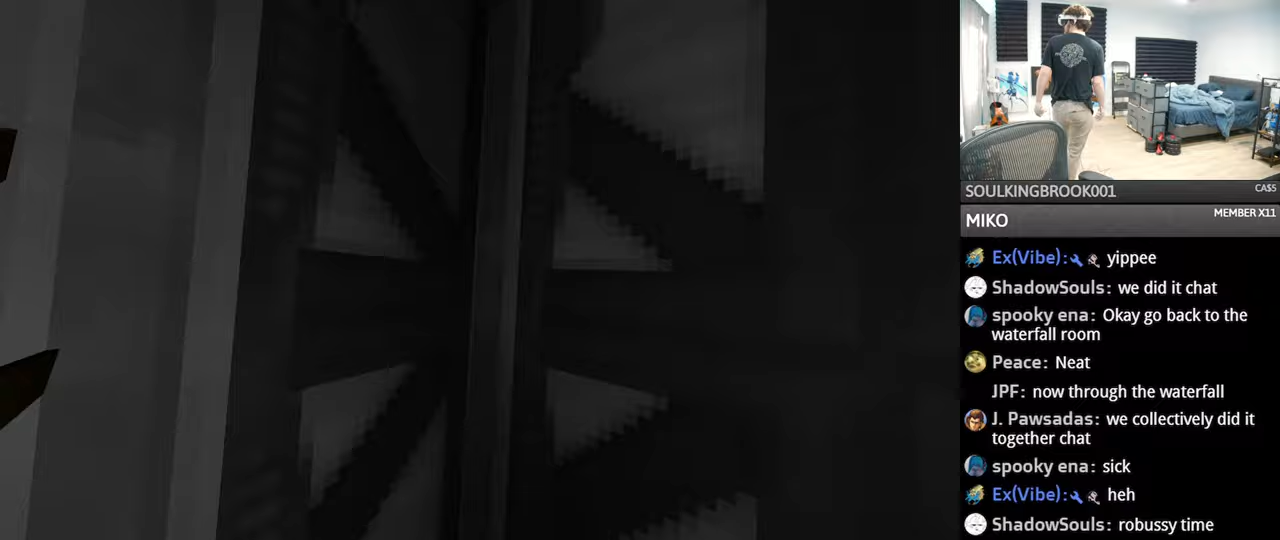 SOULKINGBROOK001 CA$5
MIKO MEMBER X11
Ex(Vibe): yippee
ShadowSouls: we did it chat
spooky ena: Okay go back to the
waterfall room
Peace: Neat
JPF: now through the waterfall
J. Pawsadas: we collectively did it
together chat
spooky ena: sick
Ex(Vibe): heh
ShadowSouls: robussy time